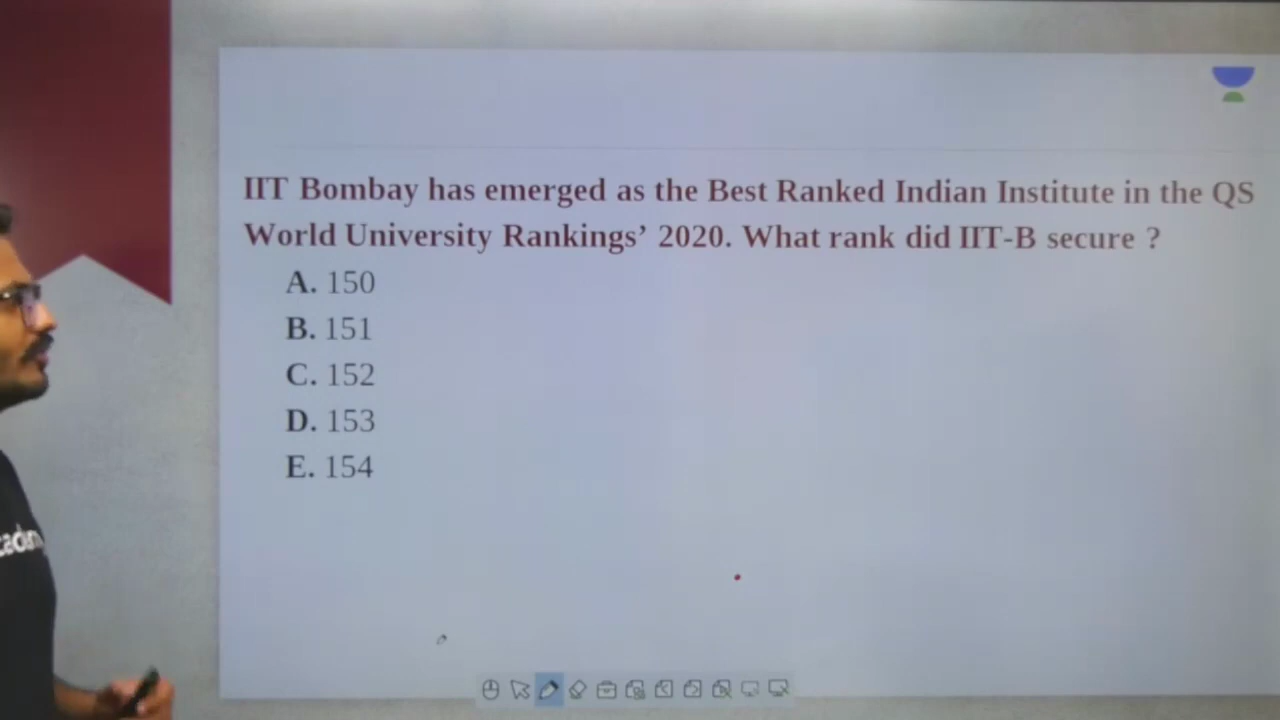 IIT Bombay has emerged as the Best Ranked Indian Institute in the QS
World University Rankings’ 2020. What rank did IIT-B secure ?
A. 150
B. 151
C. 152
D. 153
E. 154